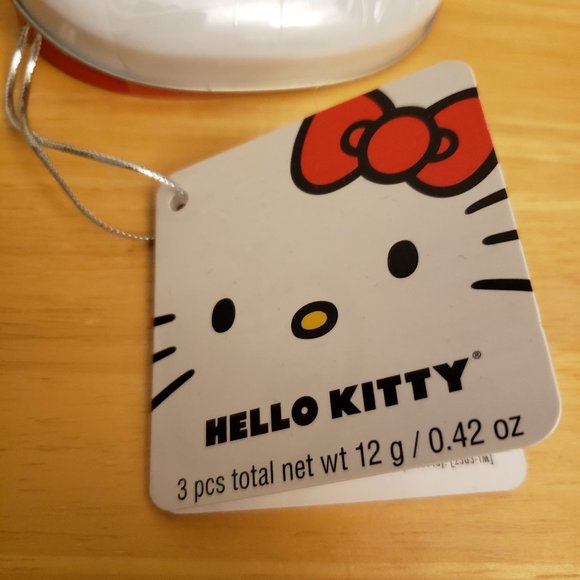 HELLO KITTY®
3 pcs total net wt 12 g / 0.42 oz